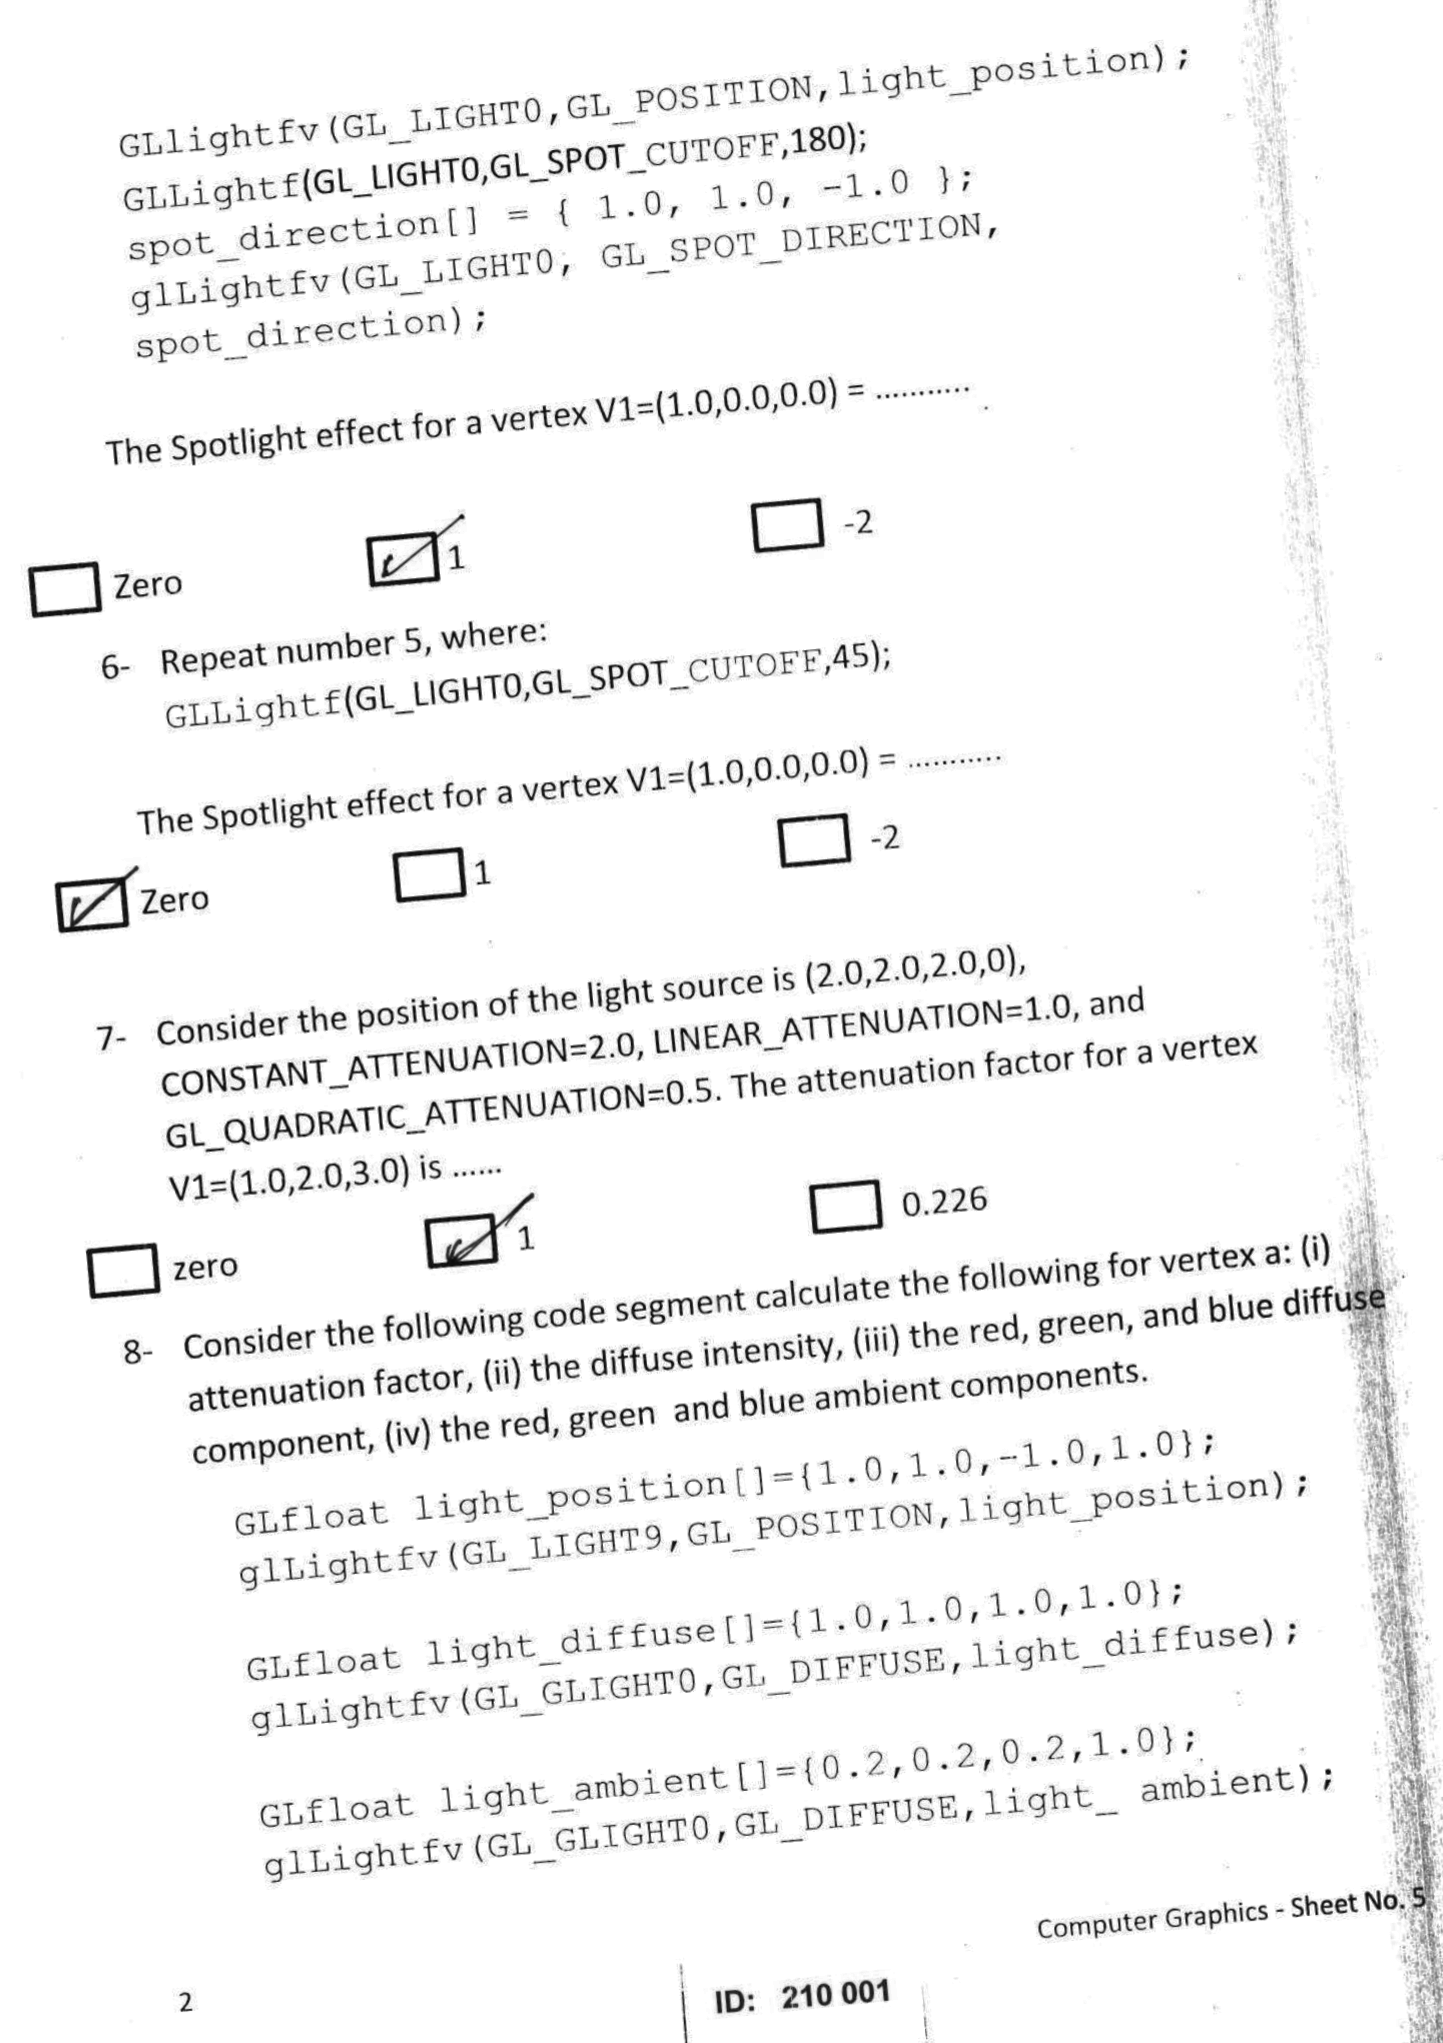 GLlightfv(GL_LIGHT0,GL_POSITION,light_position);
GLLightf(GL_LIGHT0,GL_SPOT_CUTOFF,180);
spot_direction[] = { 1.0, 1.0, -1.0 };
glLightfv(GL_LIGHT0, GL_SPOT_DIRECTION,
spot_direction);
The Spotlight effect for a vertex V1=(1.0,0.0,0.0) = ...........
Zero 1 -2
6- Repeat number 5, where:
GLLightf(GL_LIGHT0,GL_SPOT_CUTOFF,45);
The Spotlight effect for a vertex V1=(1.0,0.0,0.0) = ...........
Zero 1 -2
7- Consider the position of the light source is (2.0,2.0,2.0,0),
CONSTANT_ATTENUATION=2.0, LINEAR_ATTENUATION=1.0, and
GL_QUADRATIC_ATTENUATION=0.5. The attenuation factor for a vertex
V1=(1.0,2.0,3.0) is ......
zero 1 0.226
8- Consider the following code segment calculate the following for vertex a: (i)
attenuation factor, (ii) the diffuse intensity, (iii) the red, green, and blue diffuse
component, (iv) the red, green and blue ambient components.
GLfloat light_position[]={1.0,1.0,-1.0,1.0};
glLightfv(GL_LIGHT9,GL_POSITION,light_position);
GLfloat light_diffuse[]={1.0,1.0,1.0,1.0};
glLightfv(GL_GLIGHT0,GL_DIFFUSE,light_diffuse);
GLfloat light_ambient[]={0.2,0.2,0.2,1.0};
glLightfv(GL_GLIGHT0,GL_DIFFUSE,light_ ambient);
Computer Graphics - Sheet No. 5
2
ID: 210 001